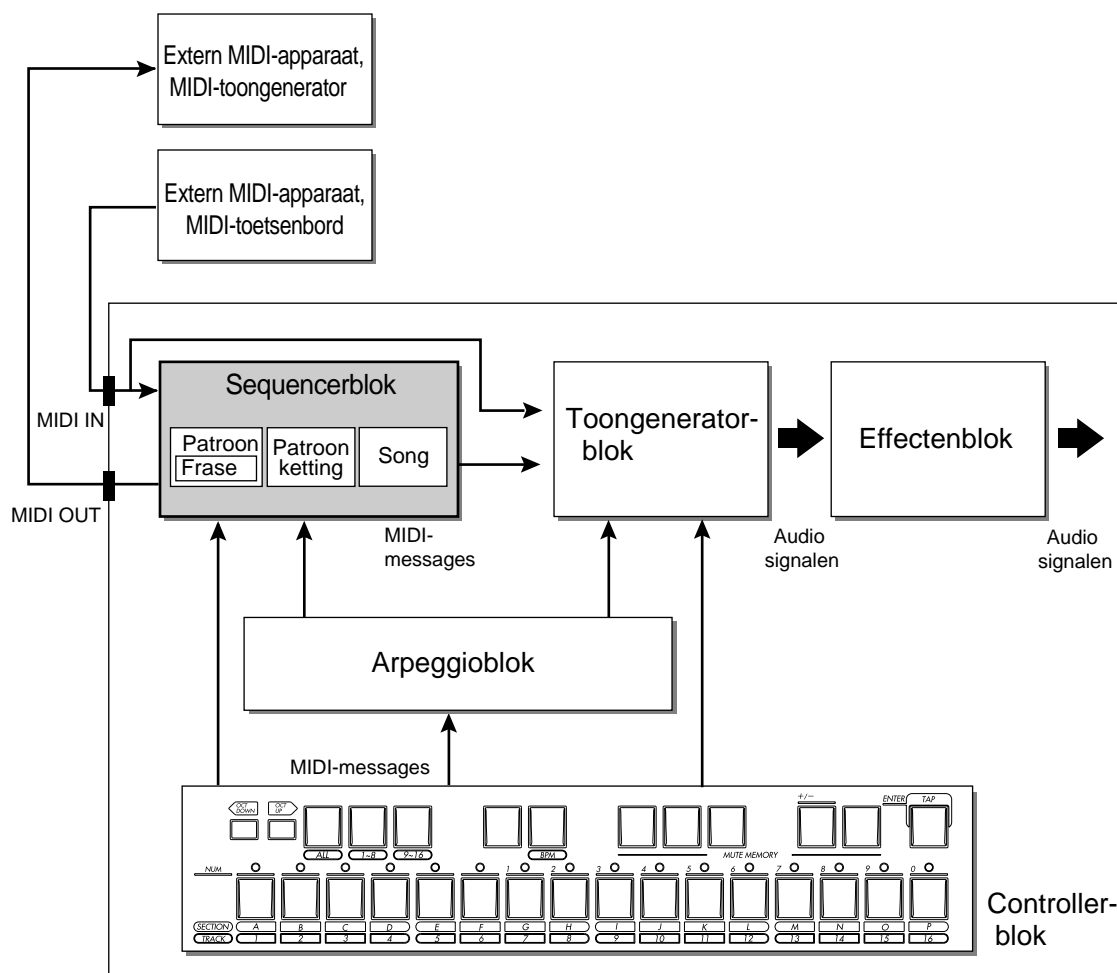 Extern MIDI-apparaat,
MIDI-toongenerator
Extern MIDI-apparaat,
MIDI-toetsenbord
MIDI IN
MIDI OUT
Sequencerblok
Patroon
Frase
Patroon
ketting
Song
Toongenerator-
blok
Effectenblok
MIDI-
messages
Audio
signalen
Audio
signalen
Arpeggioblok
MIDI-messages
OCT DOWN
OCT UP
+/−
ENTER
TAP
ALL
1~8
9~16
BPM
MUTE MEMORY
NUM
1 2 3 4 5 6 7 8 9 0
SECTION A B C D E F G H I J K L M N O P
TRACK 1 2 3 4 5 6 7 8 9 10 11 12 13 14 15 16
Controller-
blok